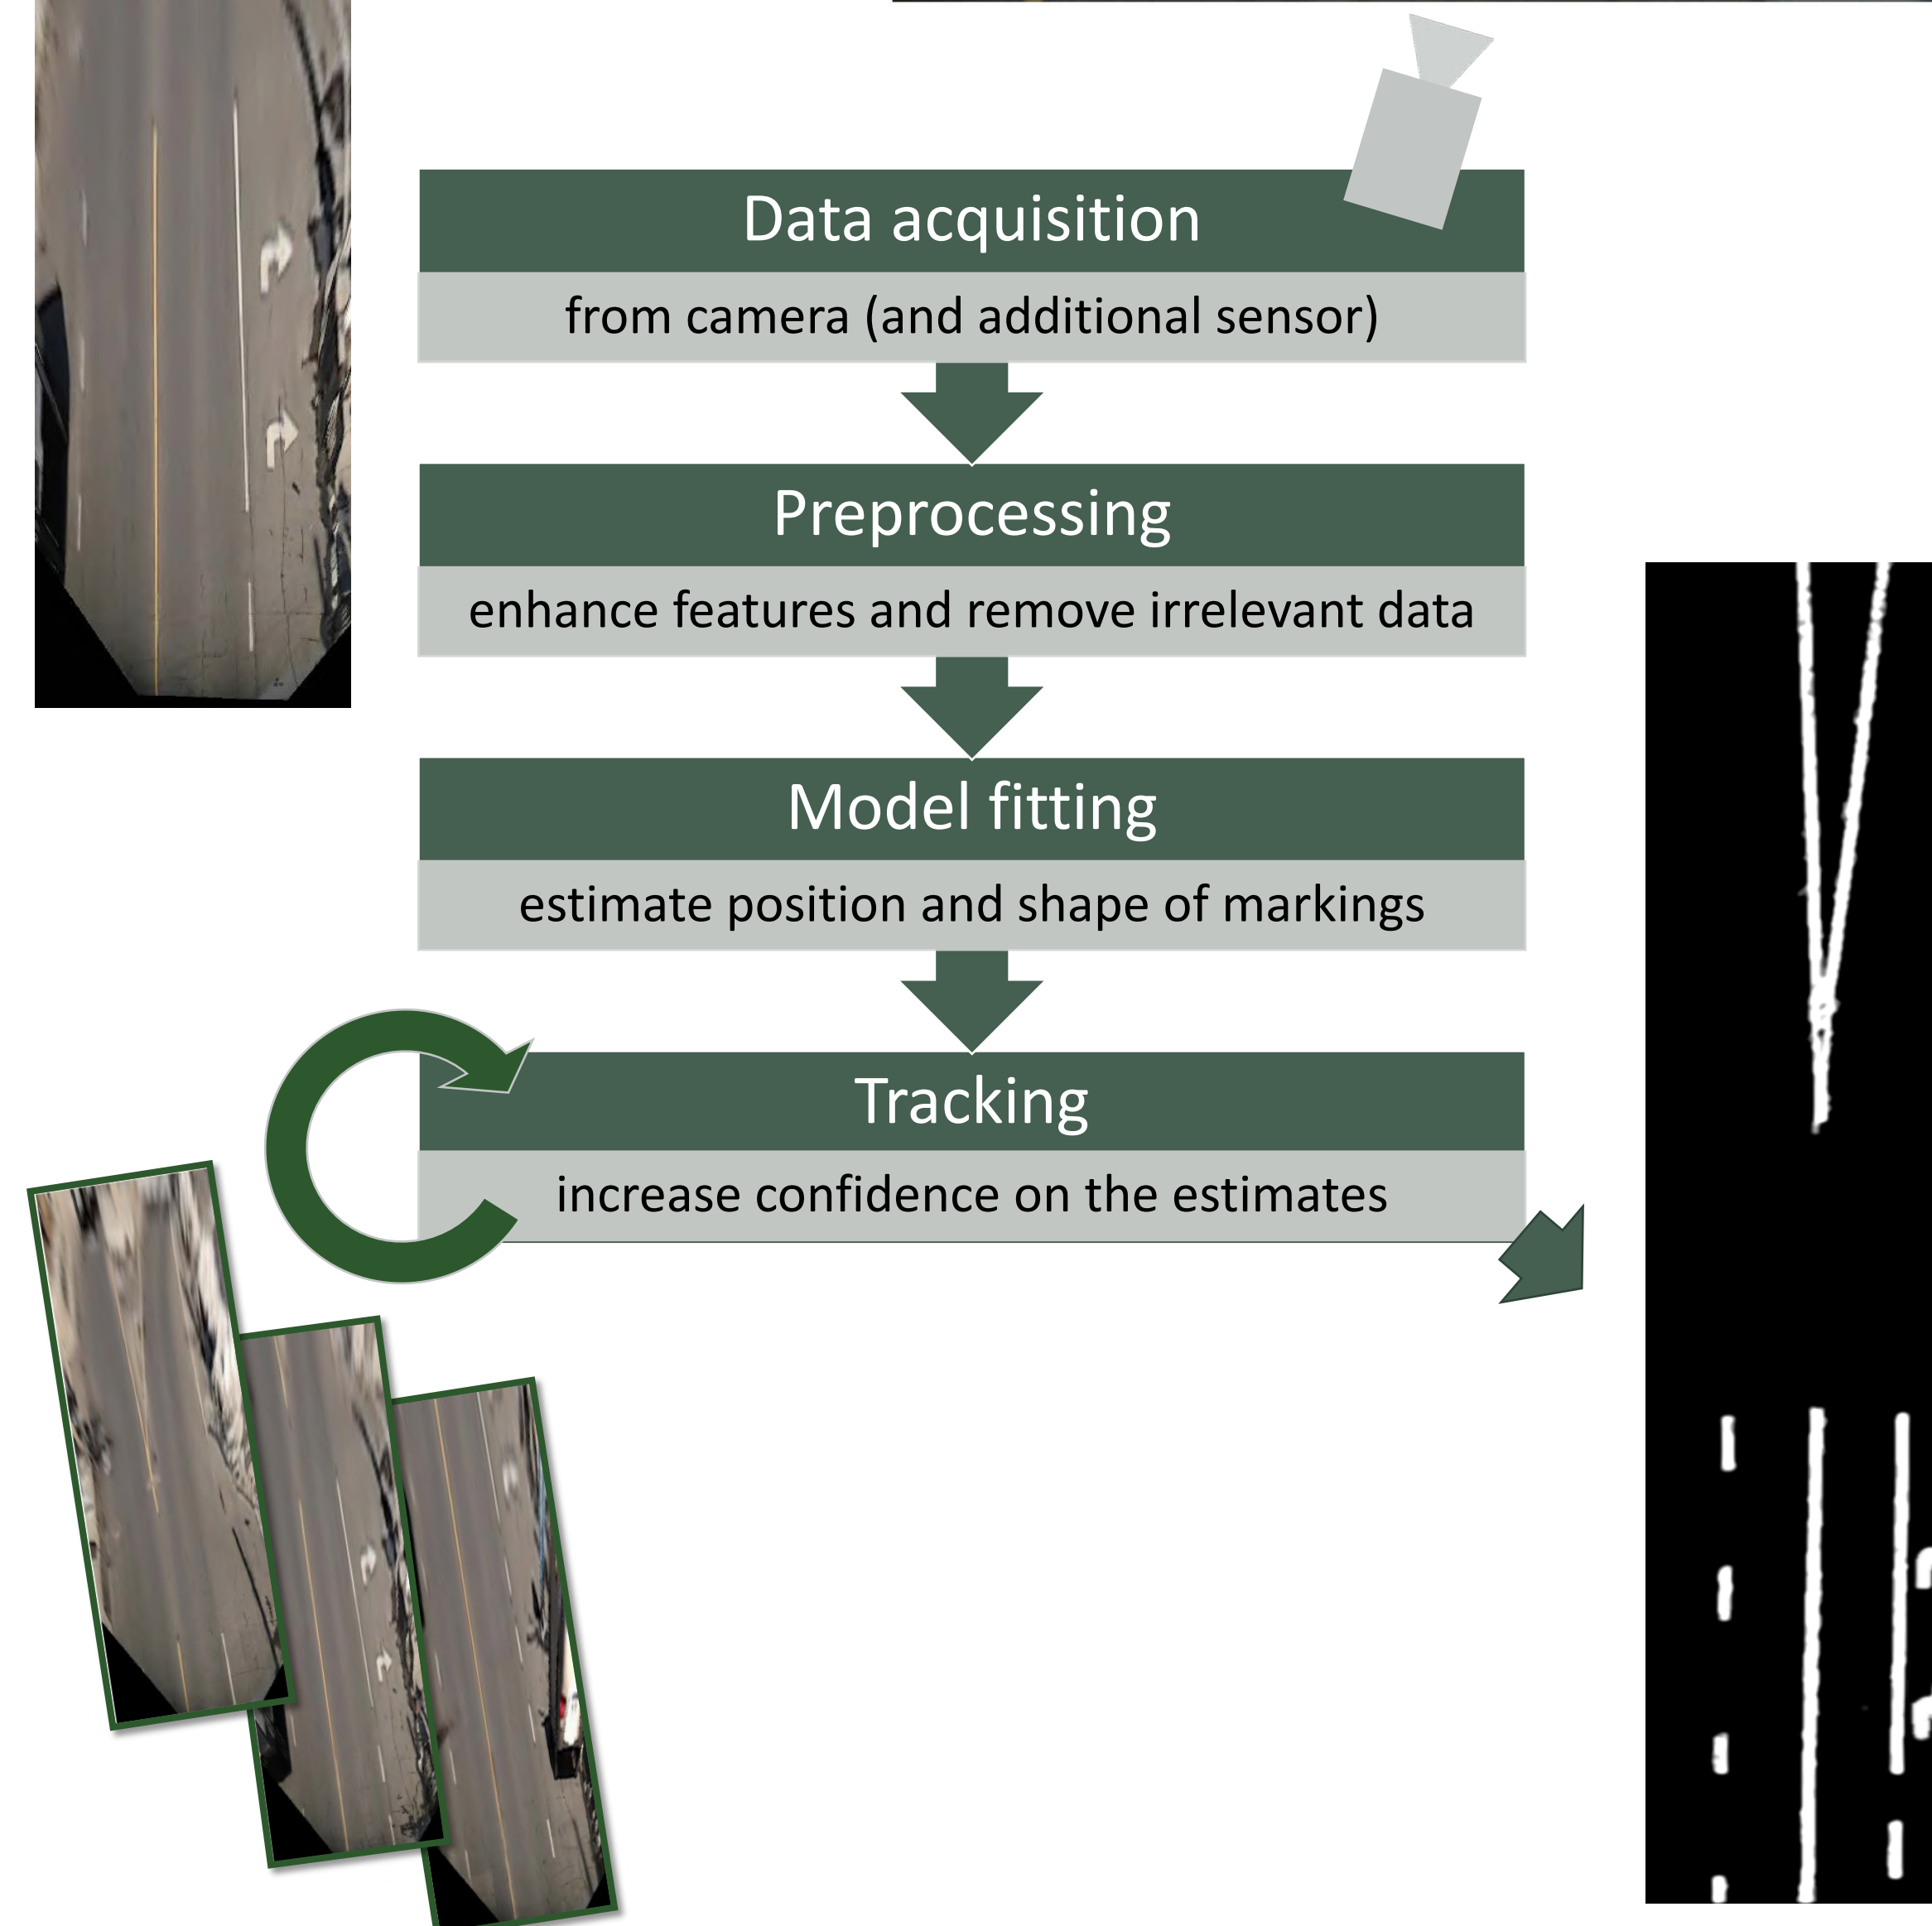 Data acquisition
from camera (and additional sensor)
Preprocessing
enhance features and remove irrelevant data
Model fitting
estimate position and shape of markings
Tracking
increase confidence on the estimates